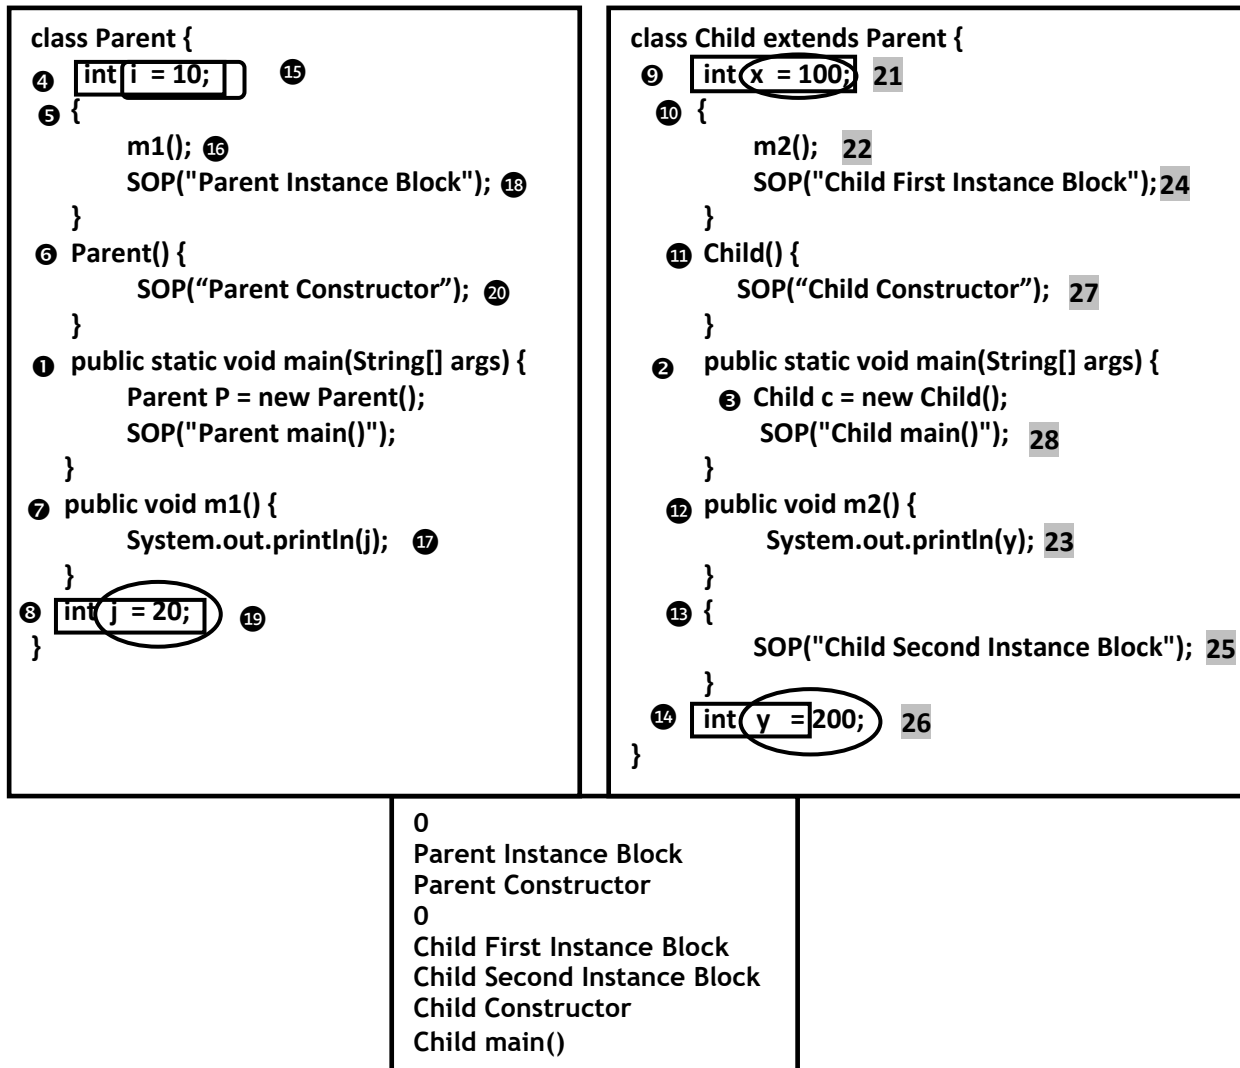 class Parent {
❹ int i = 10; ⓯
❺ {
m1(); ⓰
SOP("Parent Instance Block"); ⓲
}
❻ Parent() {
SOP(“Parent Constructor”); ⓴
}
❶ public static void main(String[] args) {
Parent P = new Parent();
SOP("Parent main()");
}
❼ public void m1() {
System.out.println(j); ⓱
}
❽ int j = 20; ⓳
}
class Child extends Parent {
❾ int x = 100; 21
❿ {
m2(); 22
SOP("Child First Instance Block"); 24
}
⓫ Child() {
SOP(“Child Constructor”); 27
}
❷ public static void main(String[] args) {
❸ Child c = new Child();
SOP("Child main()"); 28
}
⓬ public void m2() {
System.out.println(y); 23
}
⓭ {
SOP("Child Second Instance Block"); 25
}
⓮ int y = 200; 26
}
0
Parent Instance Block
Parent Constructor
0
Child First Instance Block
Child Second Instance Block
Child Constructor
Child main()